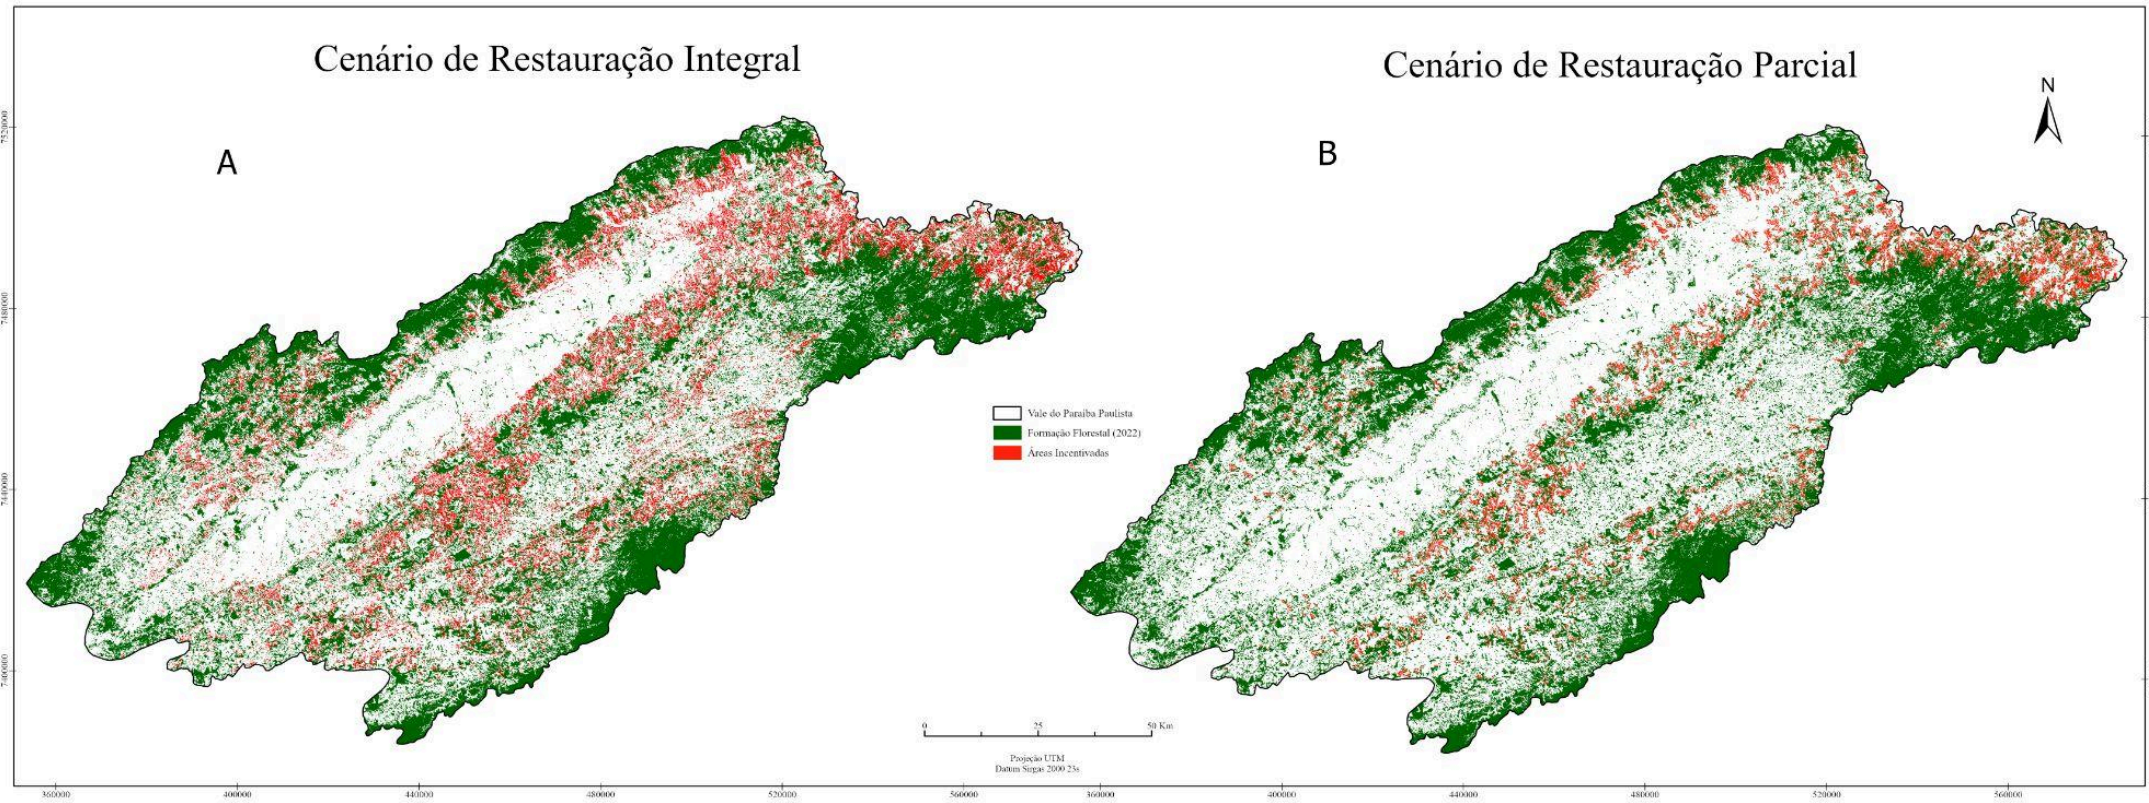 Cenário de Restauração Integral
Cenário de Restauração Parcial
N
A
B
7520000
7480000
7440000
7400000
Vale do Paraíba Paulista
Formação Florestal (2022)
Áreas Incentivadas
0 25 50 Km
Projeção UTM
Datum Sirgas 2000 23s
360000 400000 440000 480000 520000 560000 360000 400000 440000 480000 520000 560000